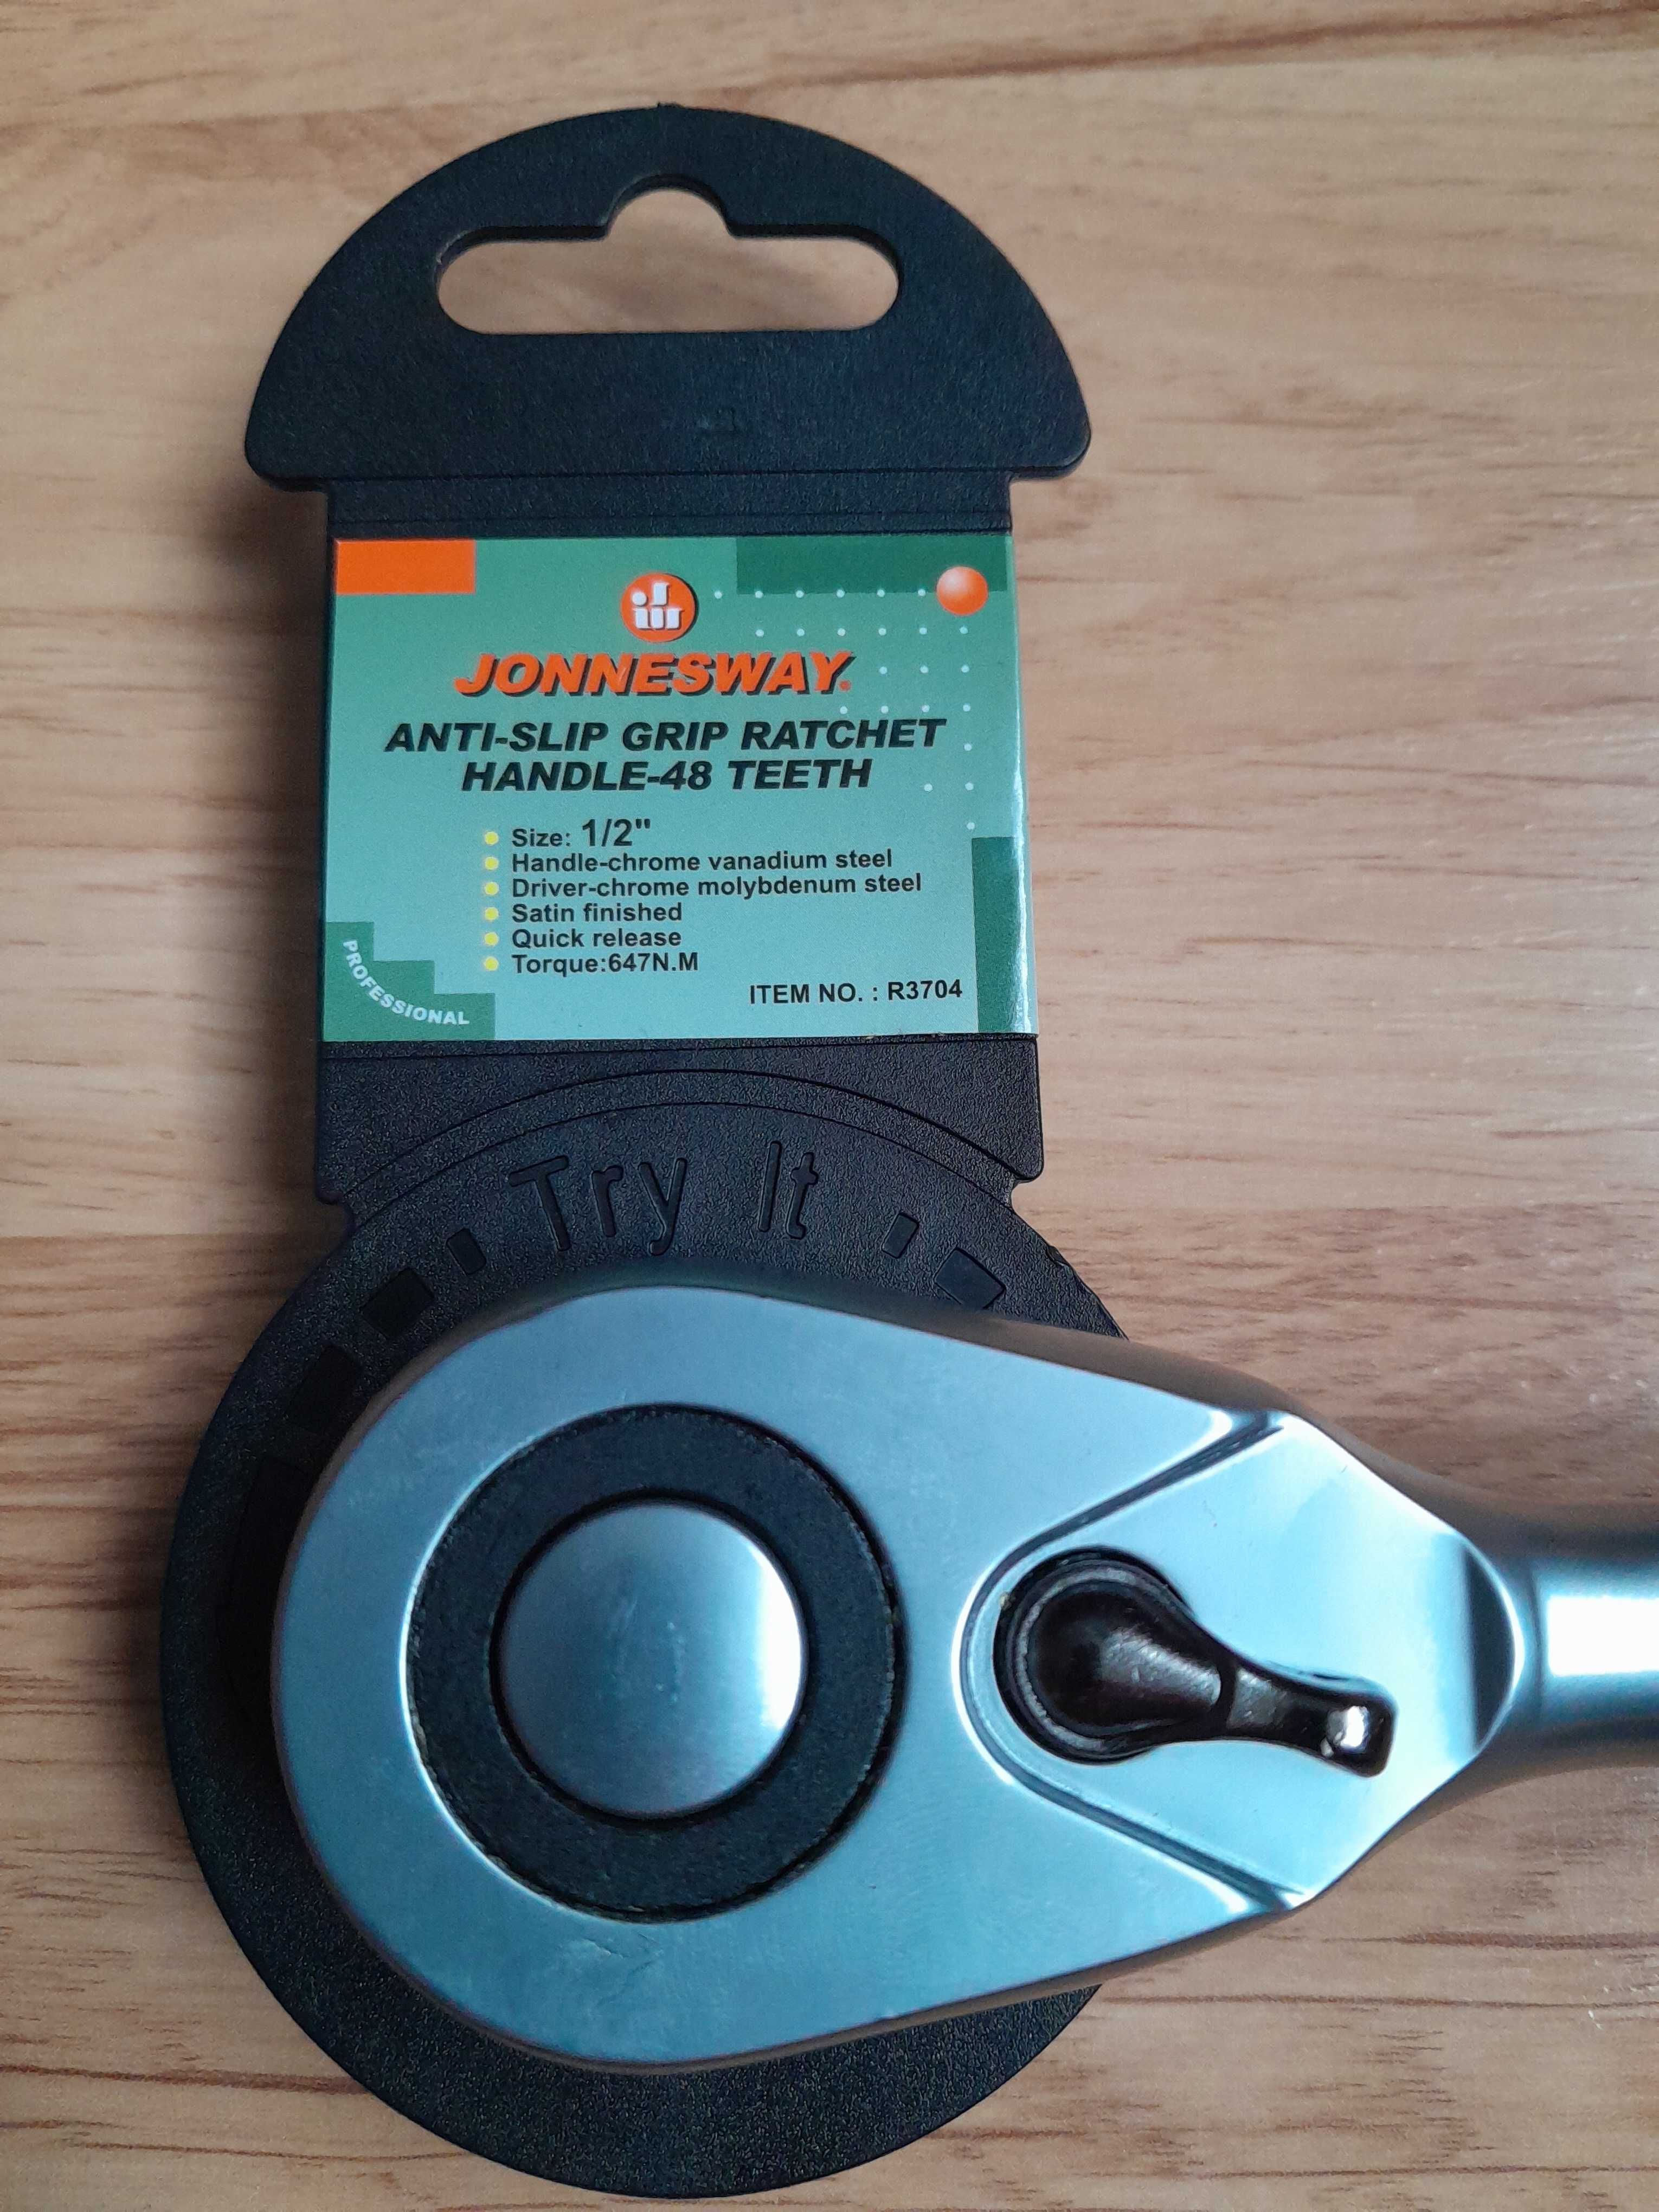 JONNESWAY®
ANTI-SLIP GRIP RATCHET
HANDLE-48 TEETH
Size: 1/2"
Handle-chrome vanadium steel
Driver-chrome molybdenum steel
Satin finished
Quick release
Torque:647N.M
ITEM NO. : R3704
PROFESSIONAL
Try It